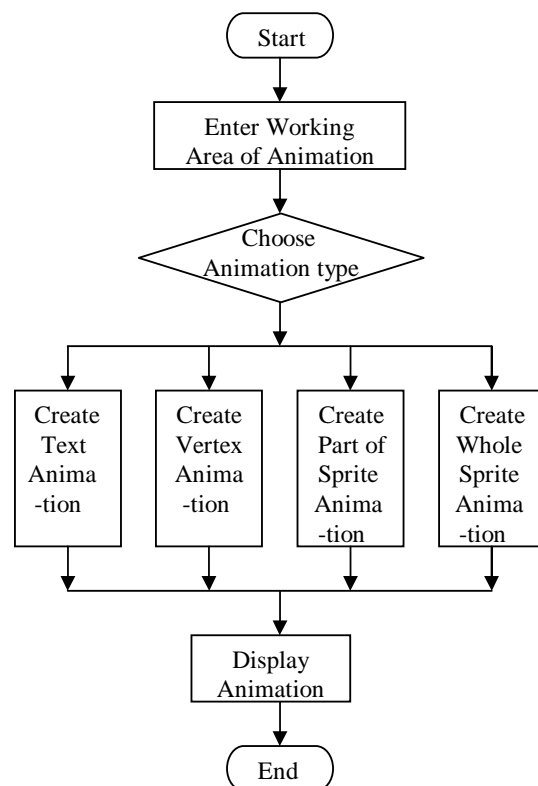 Start
Enter Working
Area of Animation
Choose
Animation type
Create
Text
Anima
-tion
Create
Vertex
Anima
-tion
Create
Part of
Sprite
Anima
-tion
Create
Whole
Sprite
Anima
-tion
Display
Animation
End